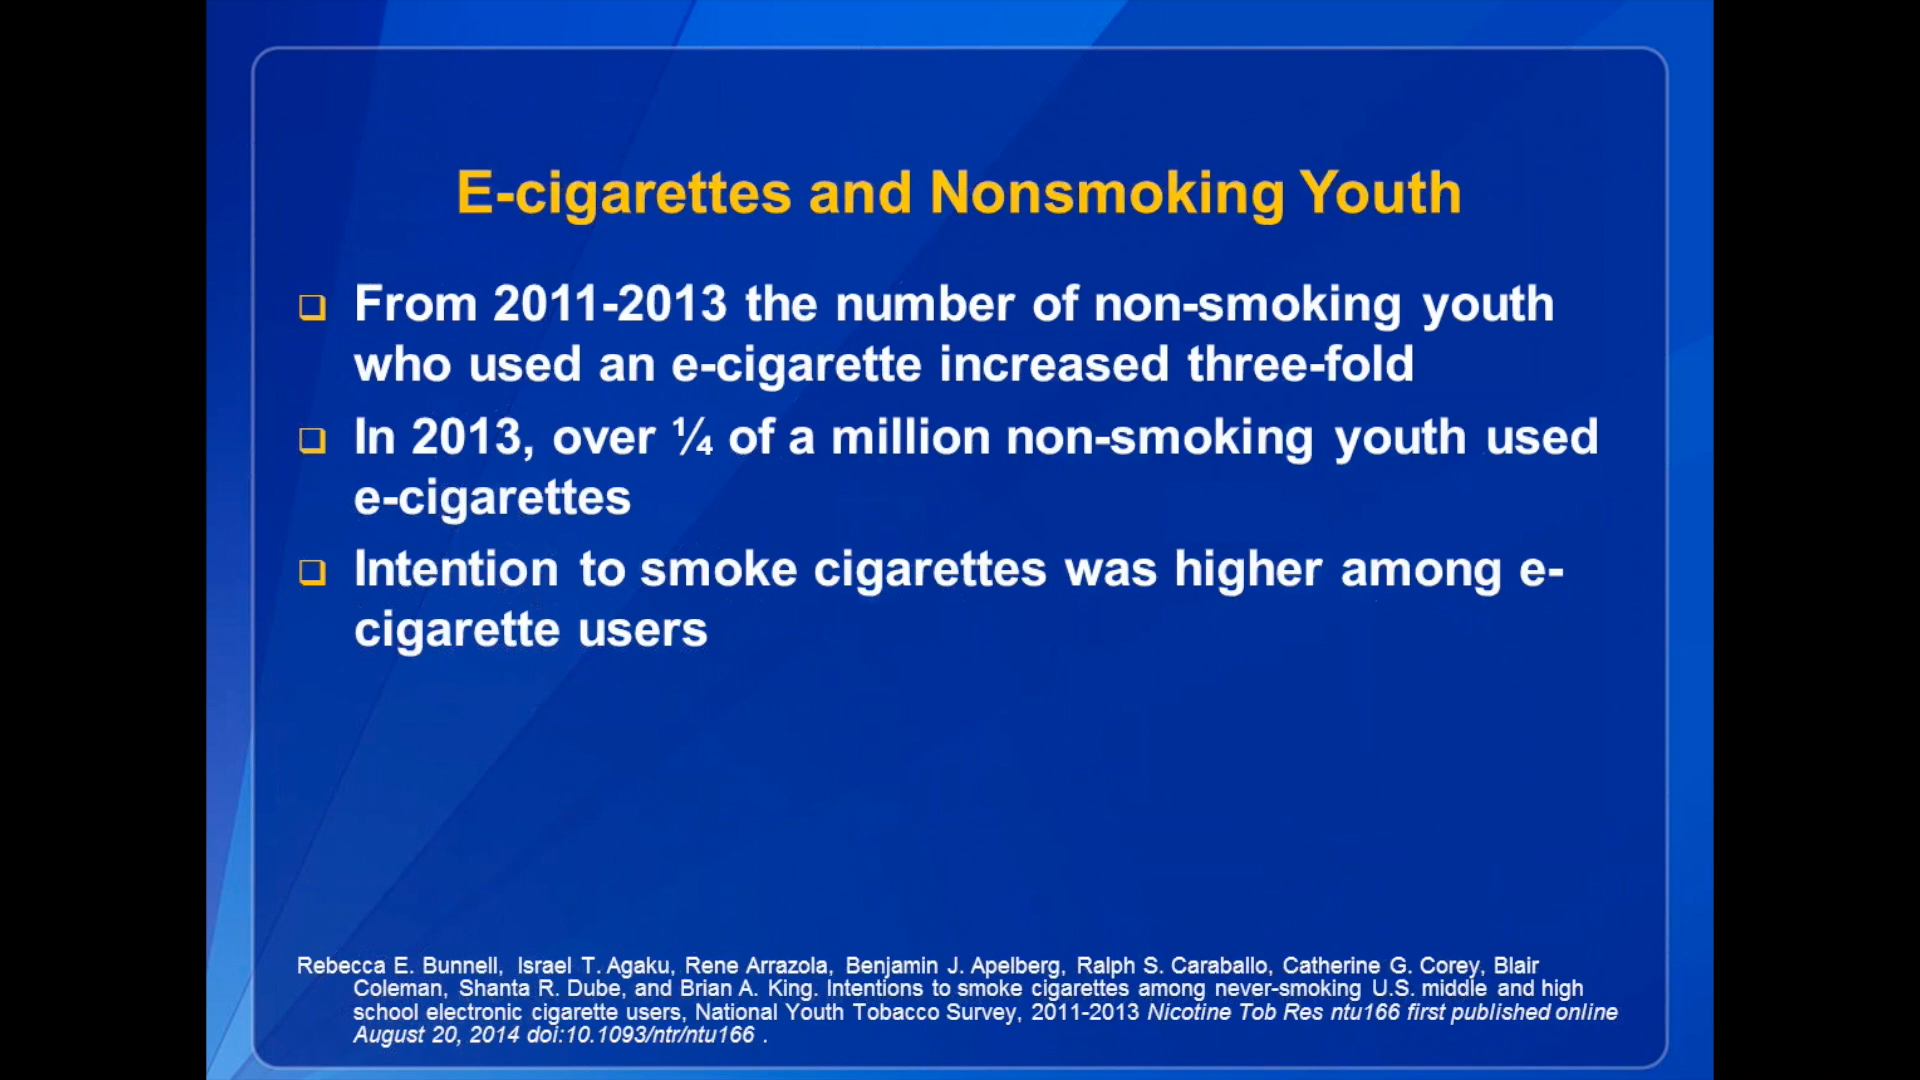 E-cigarettes and Nonsmoking Youth
❑ From 2011-2013 the number of non-smoking youth
who used an e-cigarette increased three-fold
❑ In 2013, over ¼ of a million non-smoking youth used
e-cigarettes
❑ Intention to smoke cigarettes was higher among e-
cigarette users
Rebecca E. Bunnell, Israel T. Agaku, Rene Arrazola, Benjamin J. Apelberg, Ralph S. Caraballo, Catherine G. Corey, Blair
Coleman, Shanta R. Dube, and Brian A. King. Intentions to smoke cigarettes among never-smoking U.S. middle and high
school electronic cigarette users, National Youth Tobacco Survey, 2011-2013 Nicotine Tob Res ntu166 first published online
August 20, 2014 doi:10.1093/ntr/ntu166 .